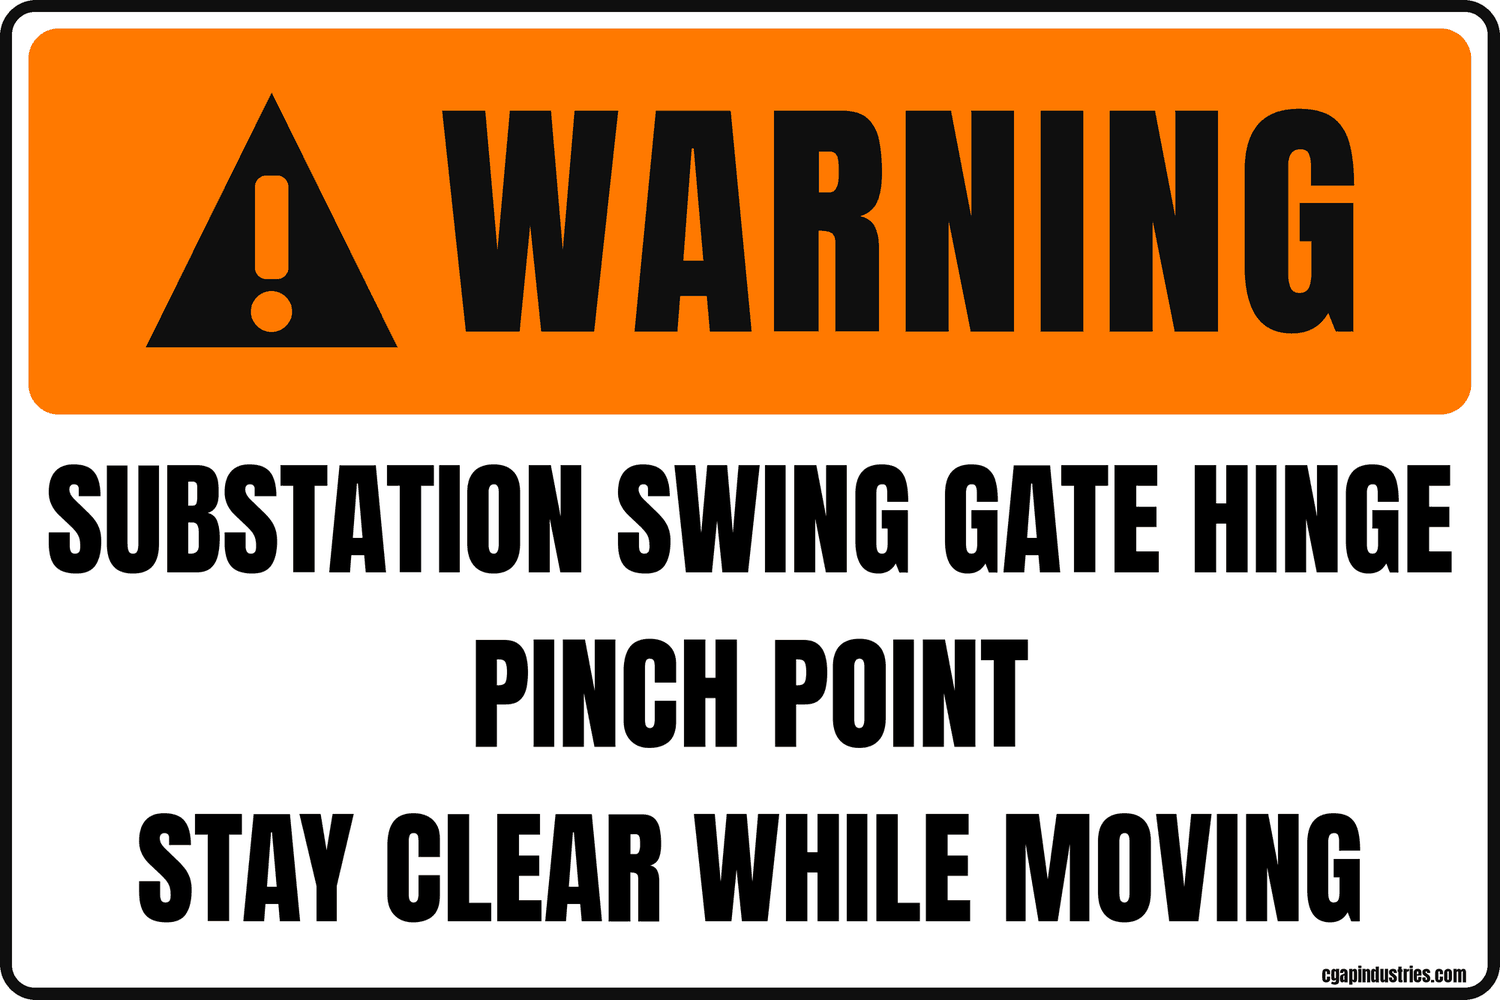 WARNING
SUBSTATION SWING GATE HINGE
PINCH POINT
STAY CLEAR WHILE MOVING
cgapindustries.com